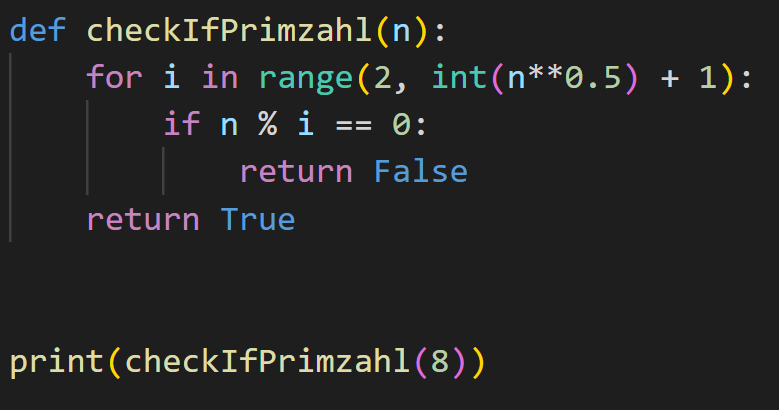 def checkIfPrimzahl(n):
    for i in range(2, int(n**0.5) + 1):
        if n % i == 0:
            return False
    return True
print(checkIfPrimzahl(8))